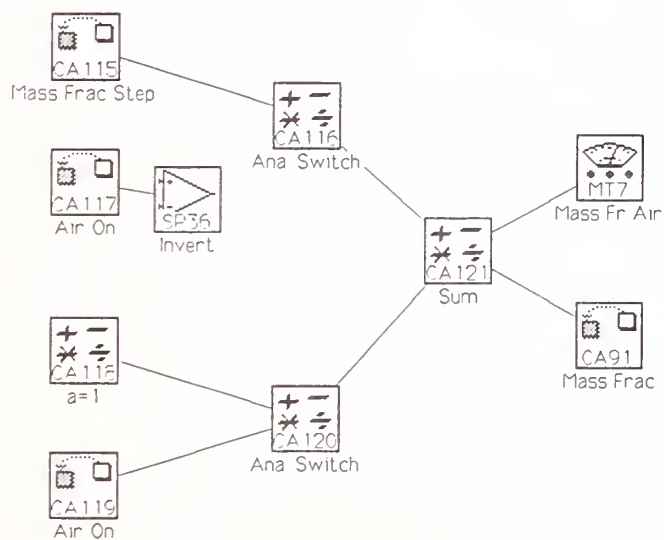 CA115
Mass Frac Step
CA116
Ana Switch
CA117
Air On
SP36
Invert
MT7
Mass Fr Air
CA121
Sum
CA91
Mass Frac
CA118
a=1
CA120
Ana Switch
CA119
Air On